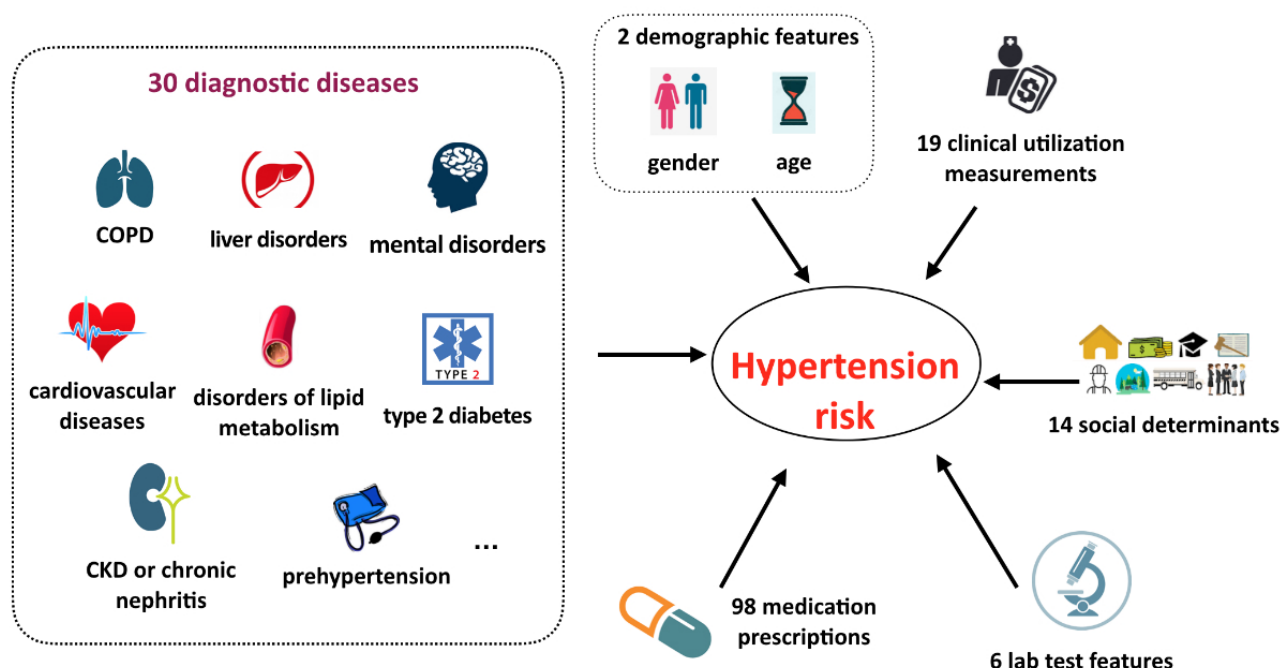 30 diagnostic diseases
COPD
liver disorders
mental disorders
cardiovascular
diseases
disorders of lipid
metabolism
TYPE 2
type 2 diabetes
CKD or chronic
nephritis
prehypertension
...
2 demographic features
gender
age
$
19 clinical utilization
measurements
Hypertension
risk
14 social determinants
98 medication
prescriptions
6 lab test features